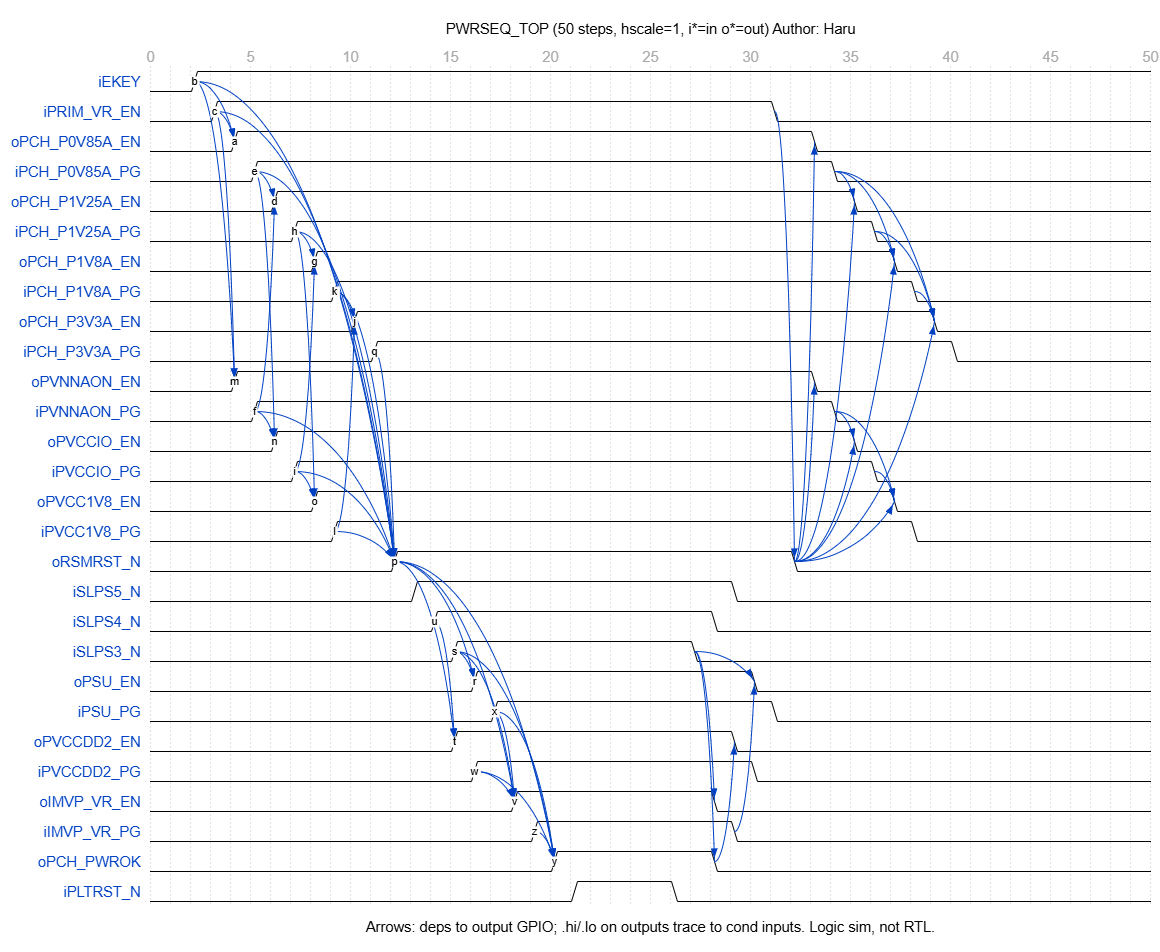 PWRSEQ_TOP (50 steps, hscale=1, i*=in o*=out) Author: Haru
0 5 10 15 20 25 30 35 40 45 50
iEKEY b
iPRIM_VR_EN c
oPCH_P0V85A_EN a
iPCH_P0V85A_PG e
oPCH_P1V25A_EN d
iPCH_P1V25A_PG h
oPCH_P1V8A_EN g
iPCH_P1V8A_PG k
oPCH_P3V3A_EN j
iPCH_P3V3A_PG q
oPVNNAON_EN m
iPVNNAON_PG f
oPVCCIO_EN n
iPVCCIO_PG i
oPVCC1V8_EN o
iPVCC1V8_PG l
oRSMRST_N p
iSLPS5_N
iSLPS4_N u
iSLPS3_N s
oPSU_EN r
iPSU_PG x
oPVCCDD2_EN t
iPVCCDD2_PG w
oIMVP_VR_EN v
iIMVP_VR_PG z
oPCH_PWROK y
iPLTRST_N
Arrows: deps to output GPIO; .hi/.lo on outputs trace to cond inputs. Logic sim, not RTL.